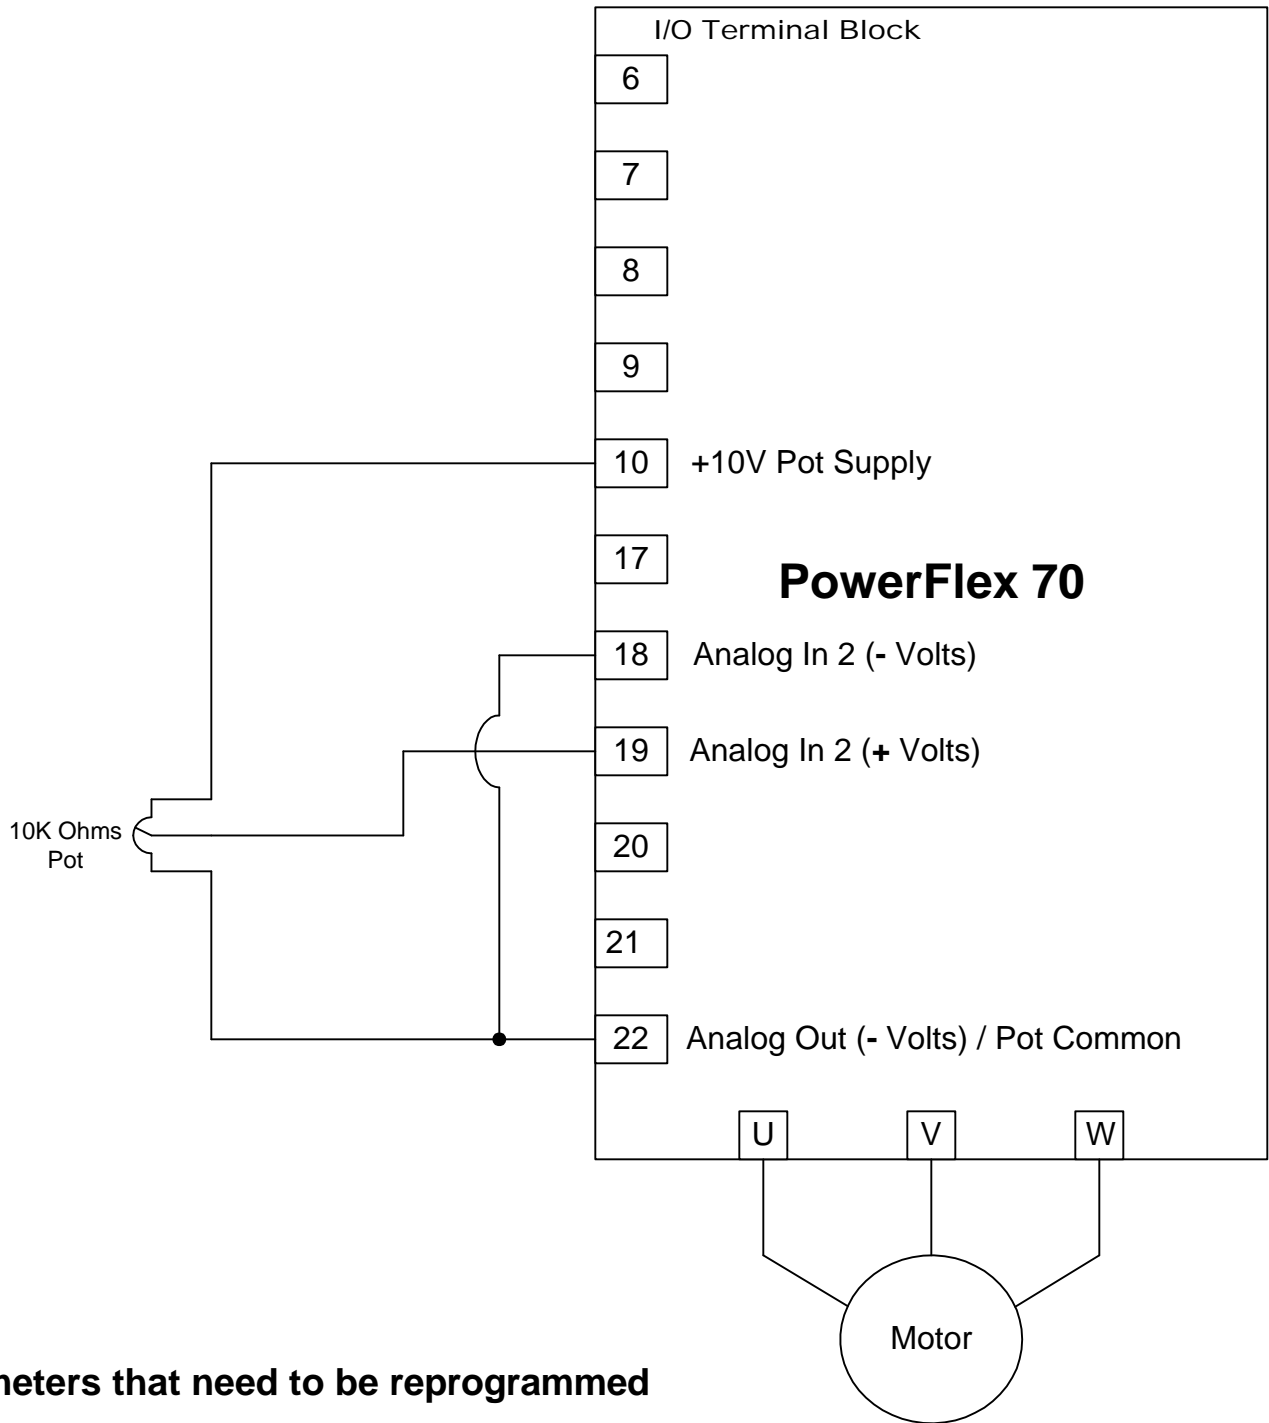 I/O Terminal Block
6
7
8
9
10 +10V Pot Supply
17
PowerFlex 70
18 Analog In 2 (- Volts)
19 Analog In 2 (+ Volts)
10K Ohms
Pot
20
21
22 Analog Out (- Volts) / Pot Common
U V W
Motor
that need to be reprogrammed